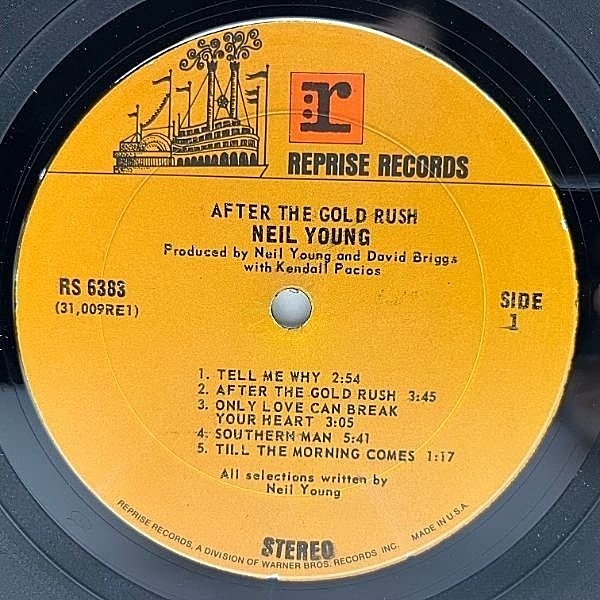 r
REPRISE RECORDS
AFTER THE GOLD RUSH
NEIL YOUNG
Produced by Neil Young and David Briggs
with Kendall Pacios
RS 6383
(31,009RE1)
SIDE
1
1. TELL ME WHY 2:54
2. AFTER THE GOLD RUSH 3:45
3. ONLY LOVE CAN BREAK
YOUR HEART 3:05
4. SOUTHERN MAN 5:41
5. TILL THE MORNING COMES 1:17
All selections written by
Neil Young
STEREO
REPRISE RECORDS, A DIVISION OF WARNER BROS. RECORDS, INC. MADE IN U.S.A.